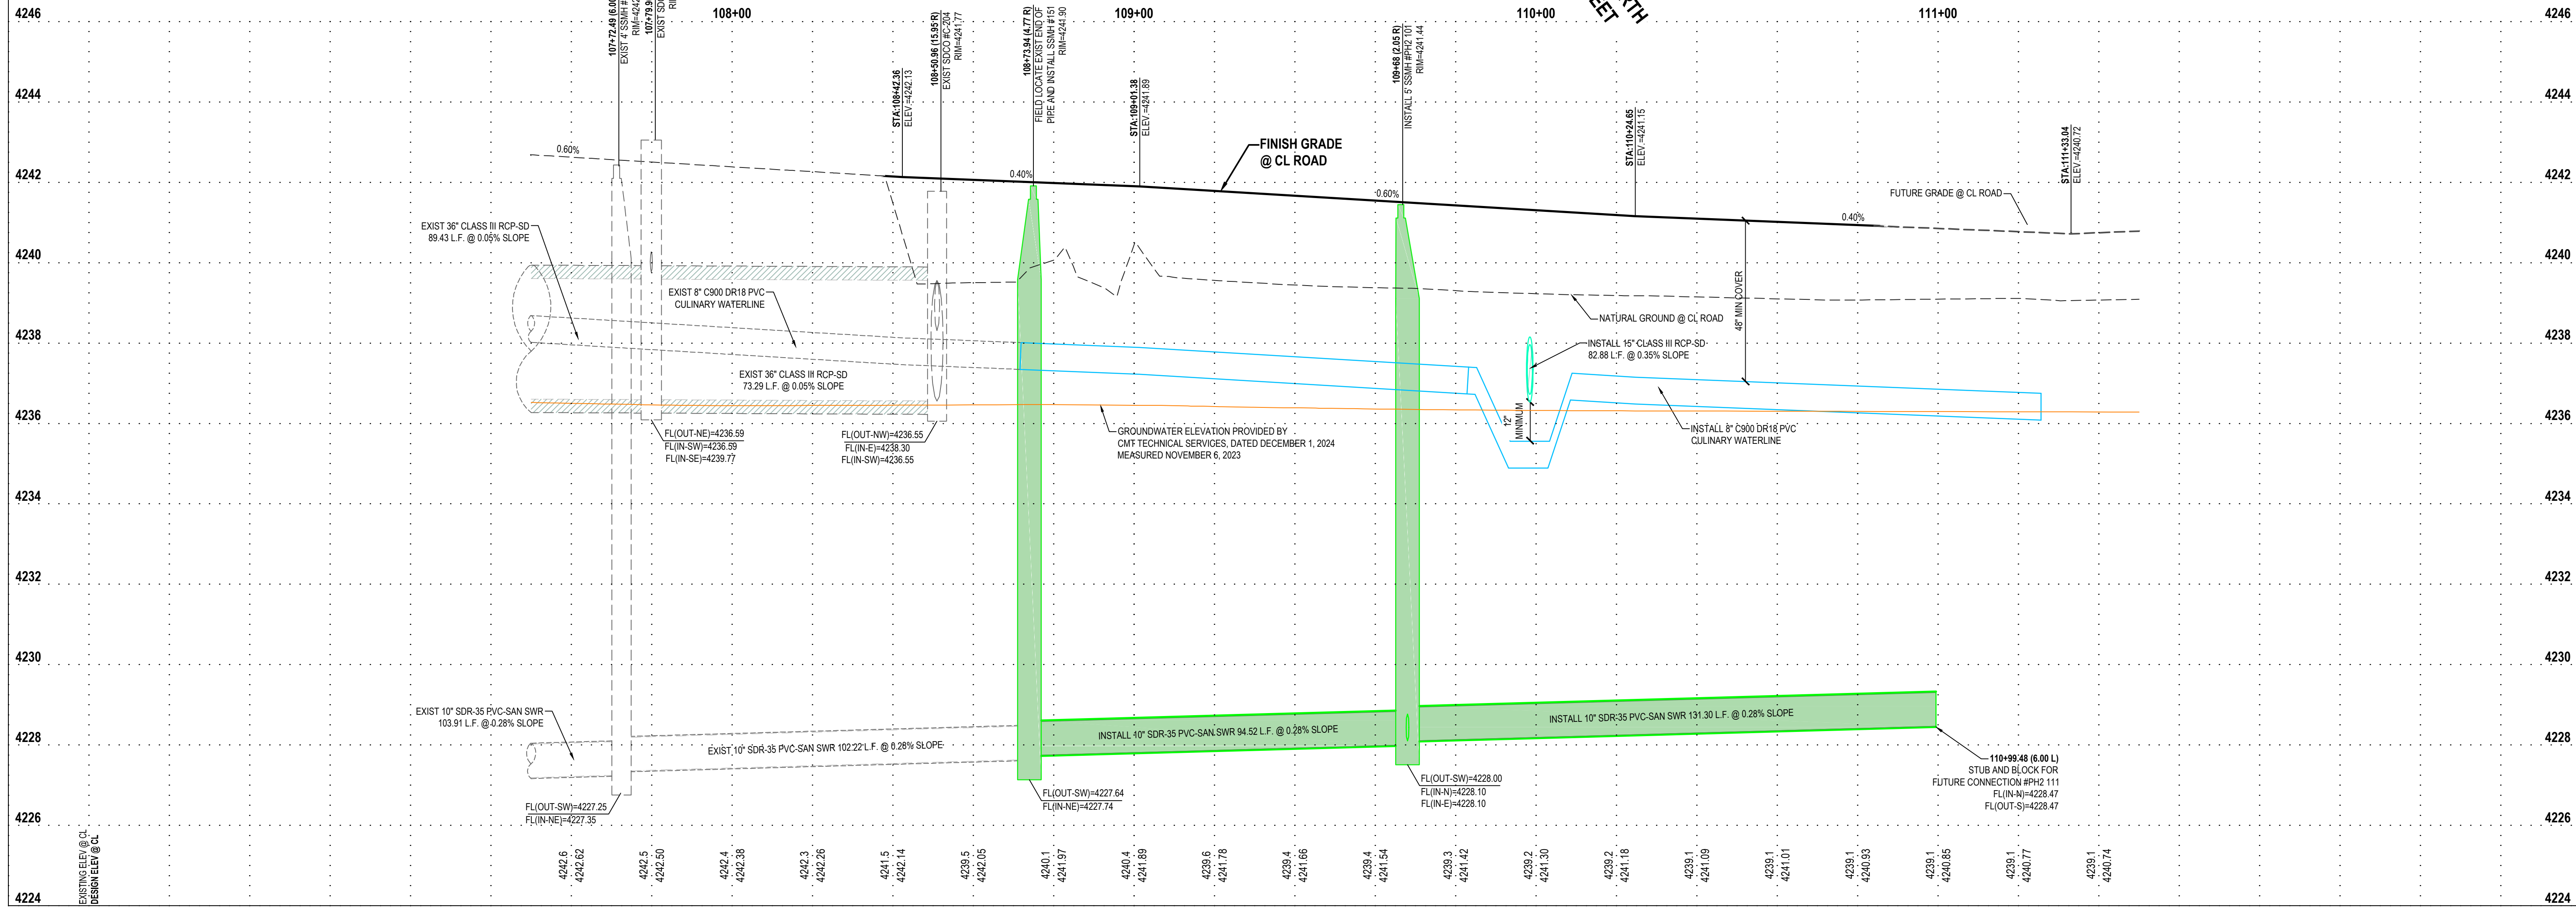 4246
108+00
109+00
110+00
111+00
4246
4244
4244
4242
4242
4240
4240
4238
4238
4236
4236
4234
4234
4232
4232
4230
4230
4228
4228
4226
4226
4224
4224
107+72.49
EXIST 4' SSMH
107+79.9
108+50.96 (15.95 R)
EXIST SDCO #C-204
RIM=4241.77
STA:108+42.36
ELEV.=4242.13
108+73.94 (4.77 R)
FIELD LOCATE EXIST END OF
PIPE AND INSTALL SSMH #151
RIM=4241.90
STA:109+01.38
ELEV.=4241.89
109+68 (2.05 R)
INSTALL 5' SSMH #PH2 101
RIM=4241.44
STA:110+24.65
ELEV.=4241.15
STA:111+33.04
ELEV.=4240.72
0.60%
0.40%
FINISH GRADE
@ CL ROAD
0.60%
0.40%
FUTURE GRADE @ CL ROAD
EXIST 36" CLASS III RCP-SD
89.43 L.F. @ 0.05% SLOPE
EXIST 8" C900 DR18 PVC
CULINARY WATERLINE
EXIST 36" CLASS III RCP-SD
73.29 L.F. @ 0.05% SLOPE
48" MIN COVER
NATURAL GROUND @ CL ROAD
INSTALL 15" CLASS III RCP-SD
82.88 L.F. @ 0.35% SLOPE
12"
MINIMUM
INSTALL 8" C900 DR18 PVC
CULINARY WATERLINE
GROUNDWATER ELEVATION PROVIDED BY
CMT TECHNICAL SERVICES, DATED DECEMBER 1, 2024
MEASURED NOVEMBER 6, 2023
FL(OUT-NE)=4236.59
FL(IN-SW)=4236.59
FL(IN-SE)=4239.77
FL(OUT-NW)=4236.55
FL(IN-E)=4238.30
FL(IN-SW)=4236.55
EXIST 10" SDR-35 PVC-SAN SWR
103.91 L.F. @ 0.28% SLOPE
EXIST 10" SDR-35 PVC-SAN SWR 102.22 L.F. @ 0.28% SLOPE
INSTALL 10" SDR-35 PVC-SAN SWR 94.52 L.F. @ 0.28% SLOPE
INSTALL 10" SDR-35 PVC-SAN SWR 131.30 L.F. @ 0.28% SLOPE
110+99.48 (6.00 L)
STUB AND BLOCK FOR
FUTURE CONNECTION #PH2 111
FL(IN-N)=4228.47
FL(OUT-S)=4228.47
FL(OUT-SW)=4227.25
FL(IN-NE)=4227.35
FL(OUT-SW)=4227.64
FL(IN-NE)=4227.74
FL(OUT-SW)=4228.00
FL(IN-N)=4228.10
FL(IN-E)=4228.10
EXISTING ELEV @ CL
DESIGN ELEV @ CL
4242.6
4242.62
4242.5
4242.50
4242.4
4242.38
4242.3
4242.26
4241.5
4242.14
4239.5
4242.05
4240.1
4241.97
4240.4
4241.89
4239.6
4241.78
4239.4
4241.66
4239.4
4241.54
4239.3
4241.42
4239.2
4241.30
4239.2
4241.18
4239.1
4241.09
4239.1
4241.01
4239.1
4240.93
4239.1
4240.85
4239.1
4240.77
4239.1
4240.74